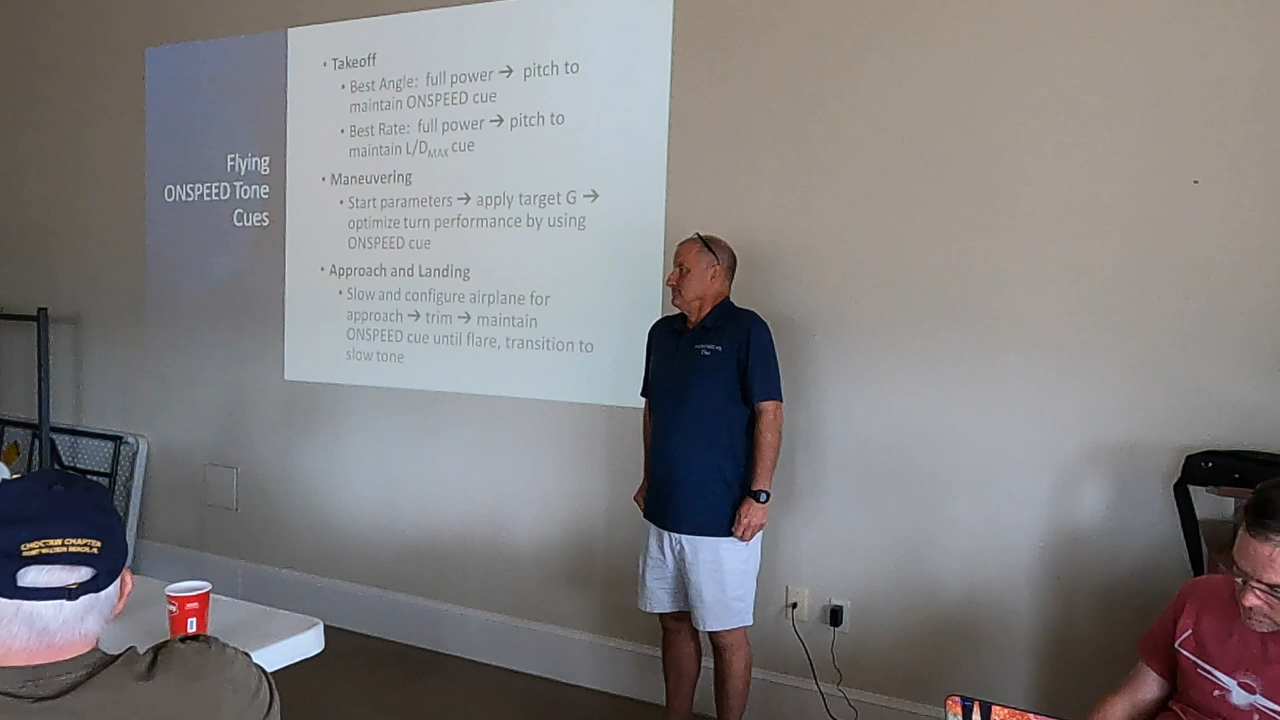 Flying
ONSPEED Tone
Cues
• Takeoff
• Best Angle: full power → pitch to
maintain ONSPEED cue
• Best Rate: full power → pitch to
maintain L/DMAX cue
• Maneuvering
• Start parameters → apply target G →
optimize turn performance by using
ONSPEED cue
• Approach and Landing
• Slow and configure airplane for
approach → trim → maintain
ONSPEED cue until flare, transition to
slow tone
CHOCTAW CHAPTER